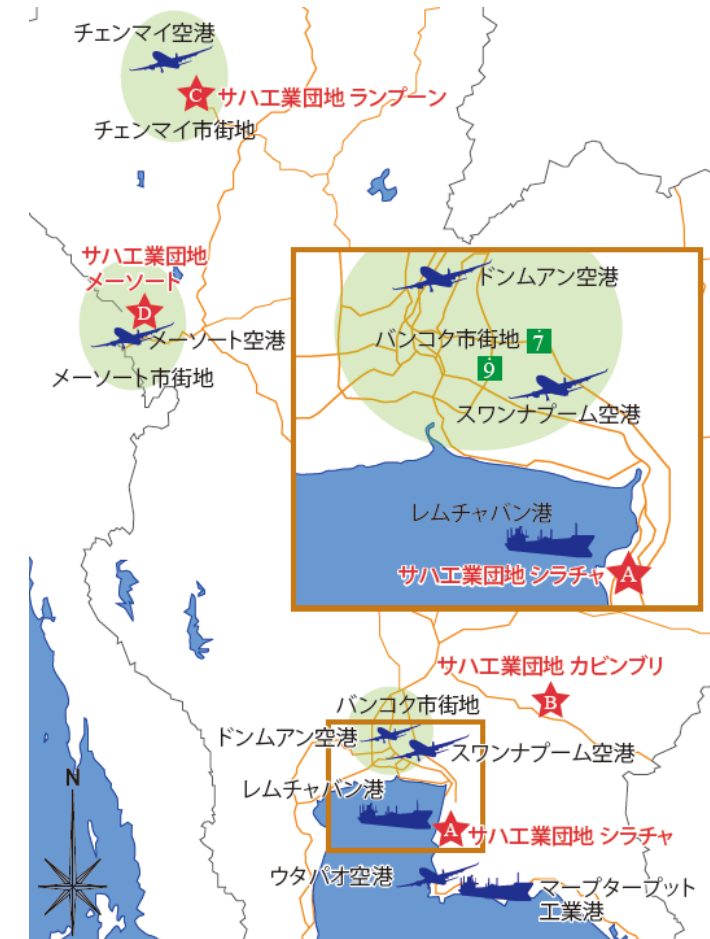 チェンマイ空港
C
サハ工業団地 ランプーン
チェンマイ市街地
サハ工業団地
メーソート
D
メーソート空港
メーソート市街地
ドンムアン空港
バンコク市街地
7
9
スワンナプーム空港
レムチャバン港
サハ工業団地 シラチャ
A
サハ工業団地 カビンブリ
B
バンコク市街地
ドンムアン空港
スワンナプーム空港
レムチャバン港
N
A
サハ工業団地 シラチャ
ウタパオ空港
マープタープット
工業港